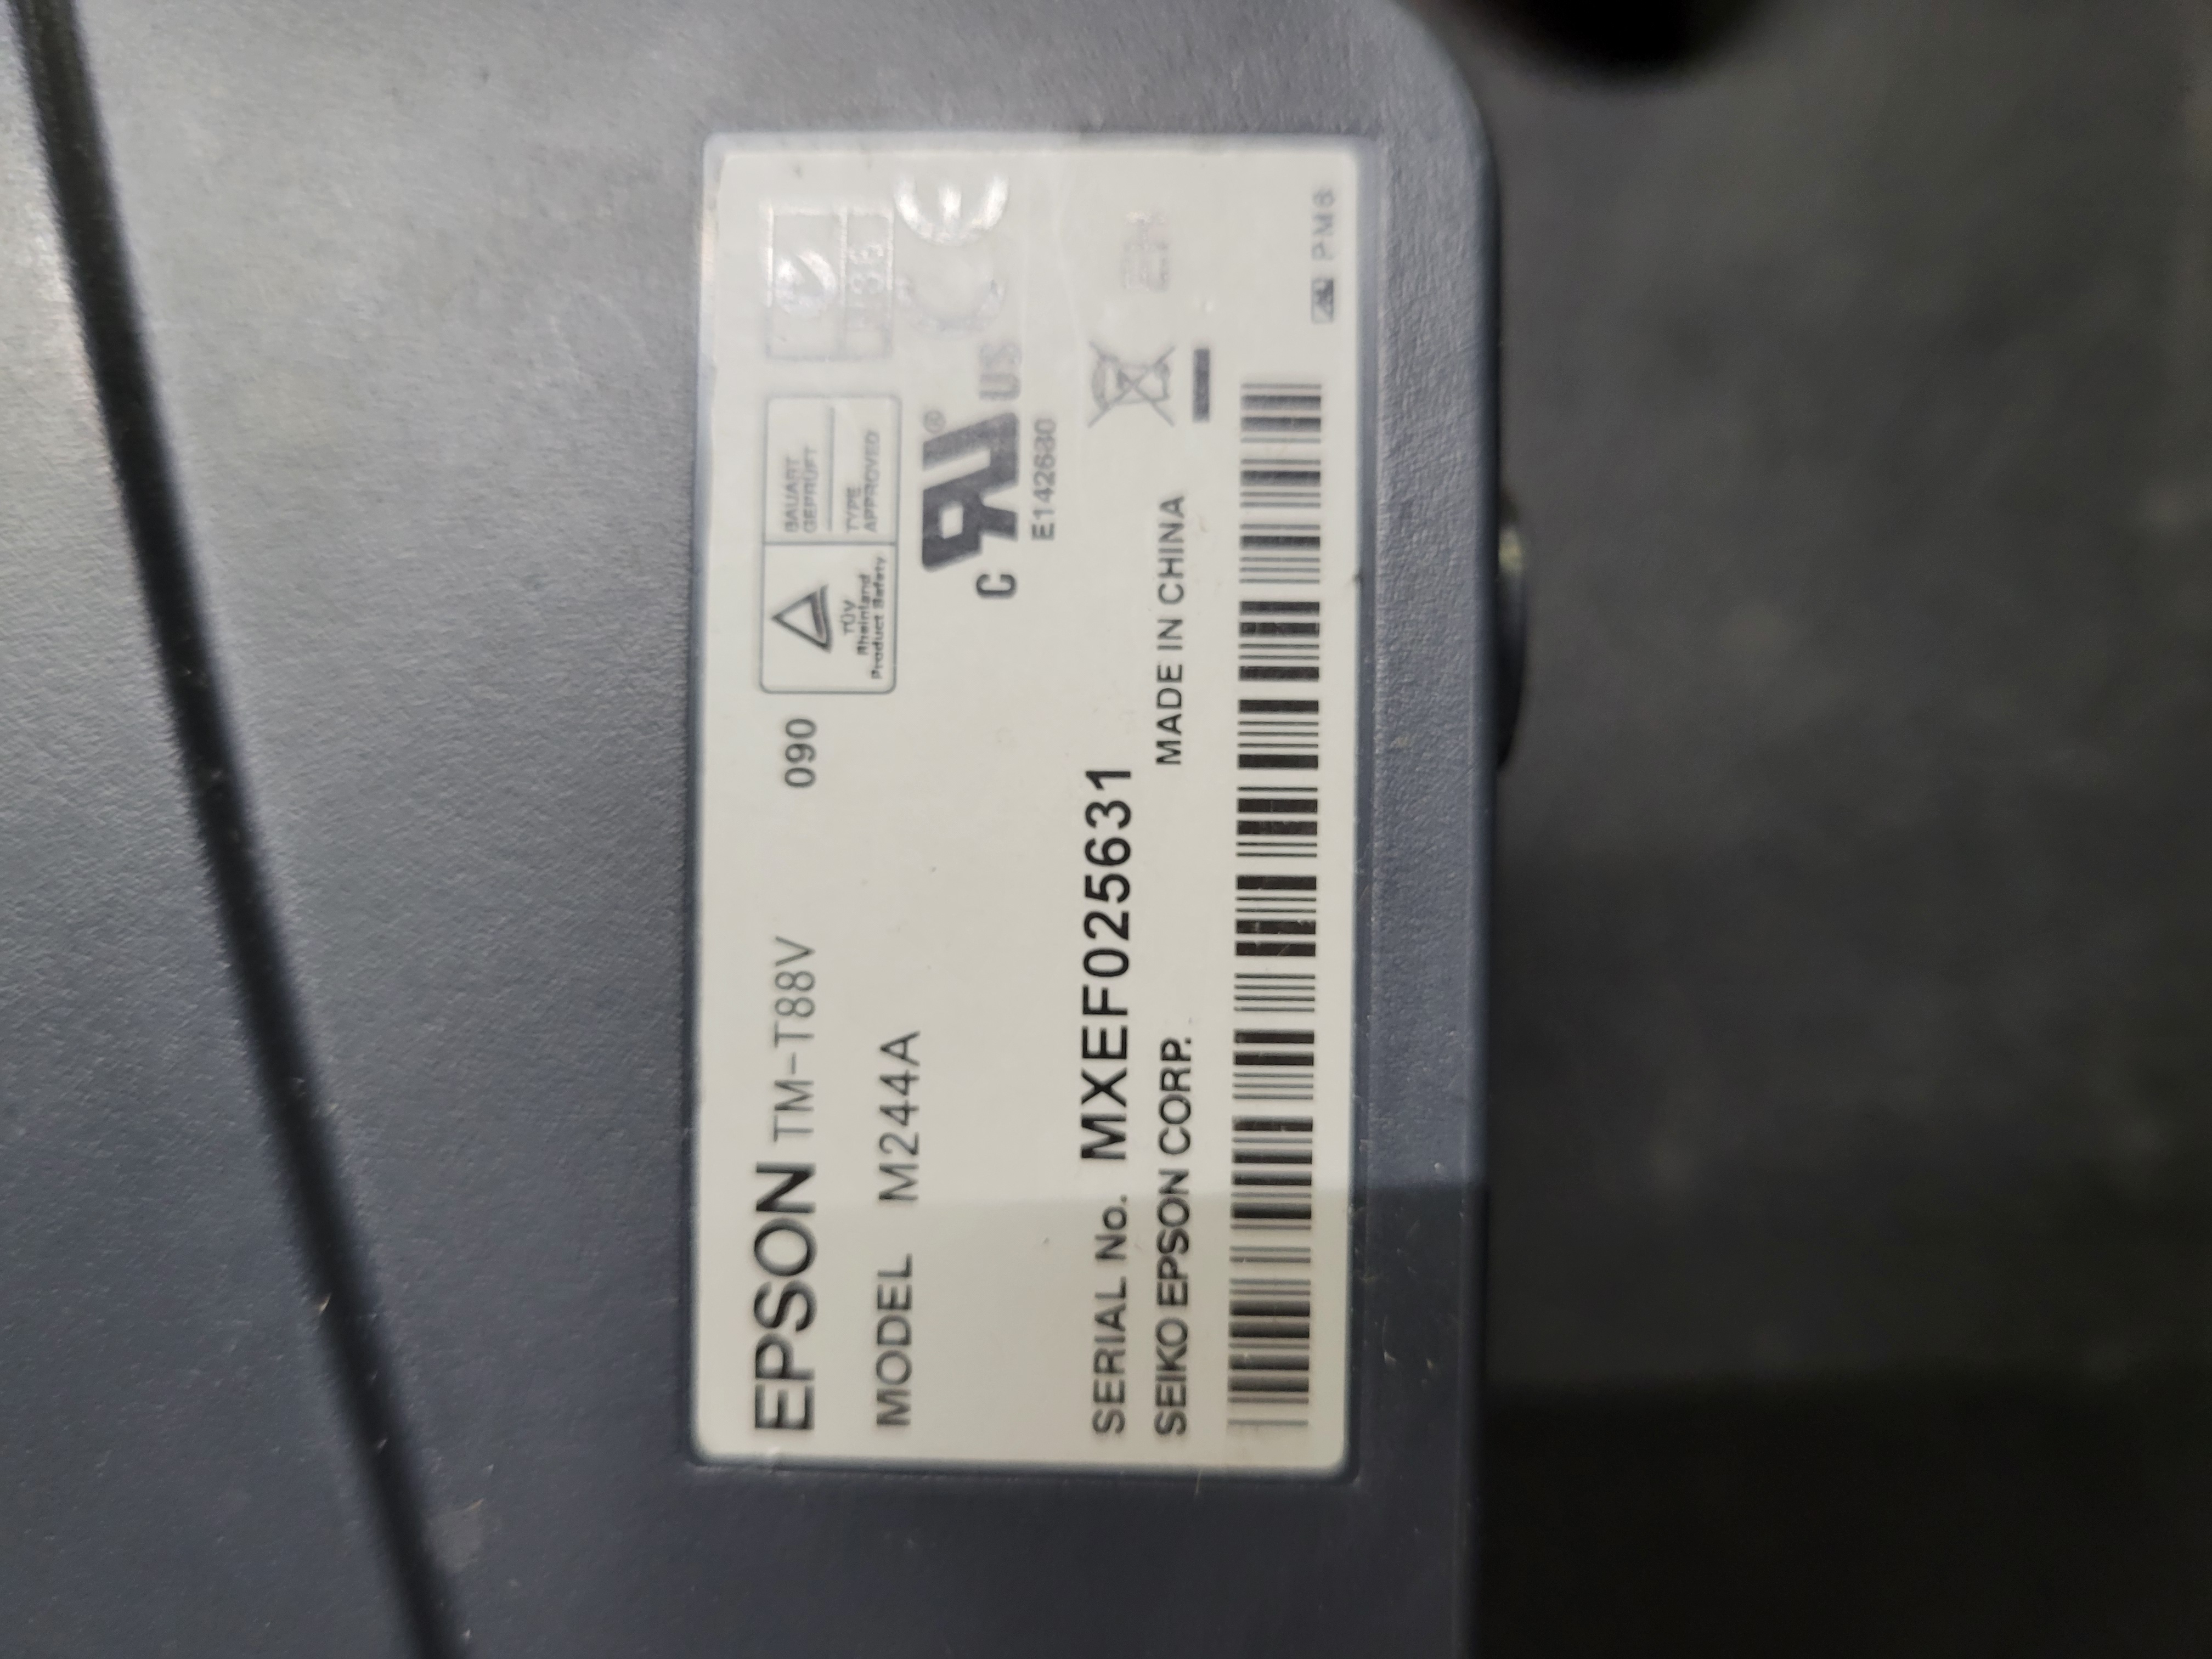 EPSON TM-T88V 090
MODEL M244A
TÜV
Rheinland
Product Safety
BAUART
GEPRÜFT
TYPE
APPROVED
CE
C US
®
E142680
SERIAL No. MXEF025631
SEIKO EPSON CORP. MADE IN CHINA